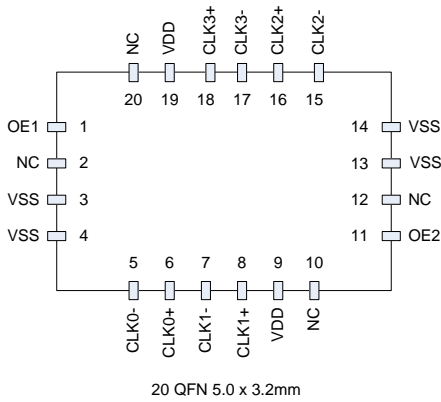 NC VDD CLK3+ CLK3- CLK2+ CLK2-
20 19 18 17 16 15
OE1 1 14 VSS
NC 2 13 VSS
VSS 3 12 NC
VSS 4 11 OE2
5 6 7 8 9 10
CLK0- CLK0+ CLK1- CLK1+ VDD NC
20 QFN 5.0 x 3.2mm